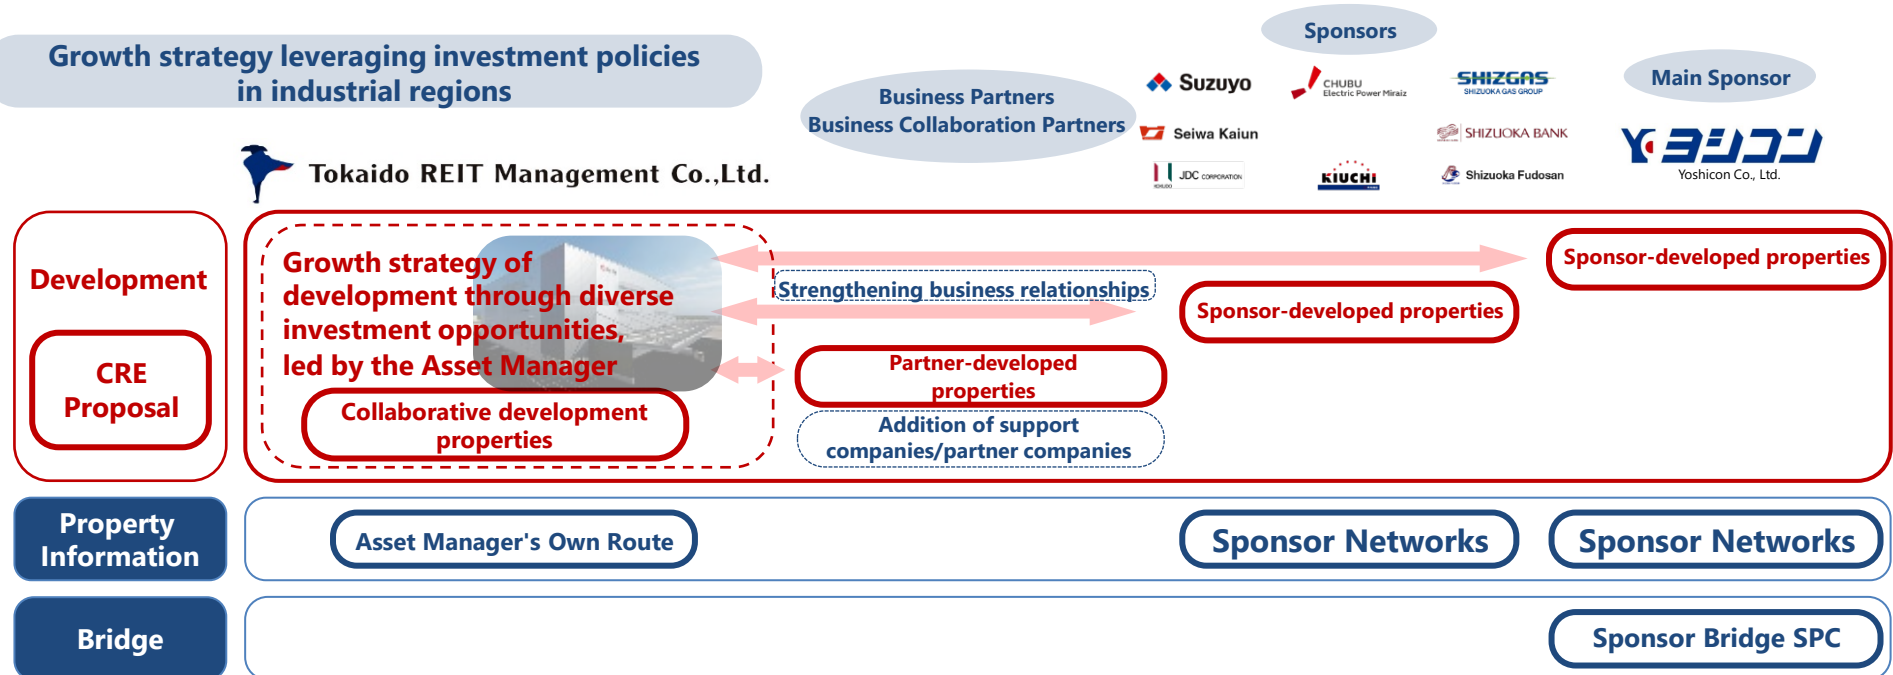 Growth strategy leveraging investment policies
in industrial regions
Tokaido REIT Management Co.,Ltd.
Business Partners
Business Collaboration Partners
Sponsors
Suzuyo
CHUBU
Electric Power Miraiz
SHIZGAS
SHIZUOKA GAS GROUP
Seiwa Kaiun
SHIZUOKA BANK
JDC CORPORATION
KIUCHI
Shizuoka Fudosan
Main Sponsor
ヨシコン
Yoshicon Co., Ltd.
Development
CRE
Proposal
Growth strategy of
development through diverse
investment opportunities,
led by the Asset Manager
Collaborative development
properties
Strengthening business relationships
Partner-developed
properties
Addition of support
companies/partner companies
Sponsor-developed properties
Sponsor-developed properties
Property
Information
Asset Manager's Own Route
Sponsor Networks
Sponsor Networks
Bridge
Sponsor Bridge SPC